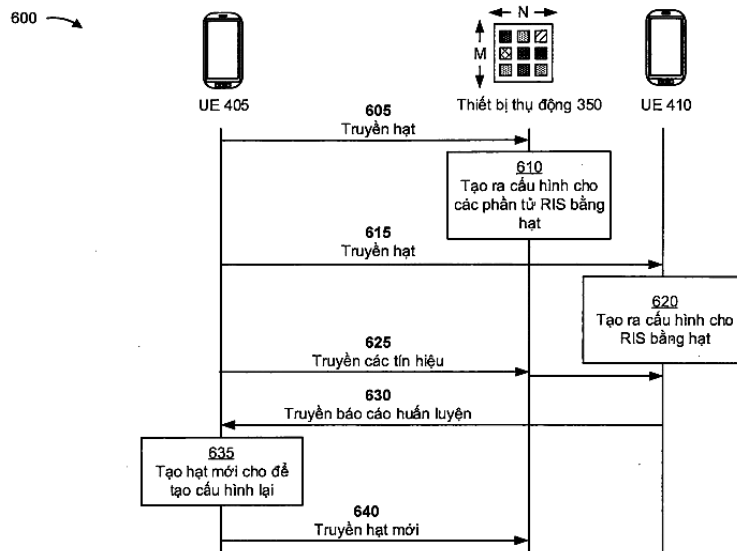 600
N
M
UE 405
Thiết bị thụ động 350
UE 410
605
Truyền hạt
610
Tạo ra cấu hình cho
các phần tử RIS bằng
hạt
615
Truyền hạt
620
Tạo ra cấu hình cho
RIS bằng hạt
625
Truyền các tín hiệu
630
Truyền báo cáo huấn luyện
635
Tạo hạt mới cho để
tạo cấu hình lại
640
Truyền hạt mới